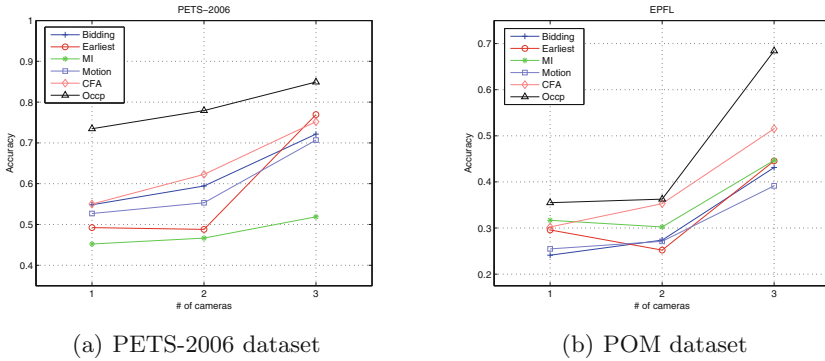 PETS−2006
1
0.9
0.8
0.7
0.6
0.5
0.4
Accuracy
Bidding
Earliest
MI
Motion
CFA
Occp
1 2 3
# of cameras
(a) PETS-2006 dataset
EPFL
0.7
0.6
0.5
0.4
0.3
0.2
Accuracy
Bidding
Earliest
MI
Motion
CFA
Occp
1 2 3
# of cameras
(b) POM dataset